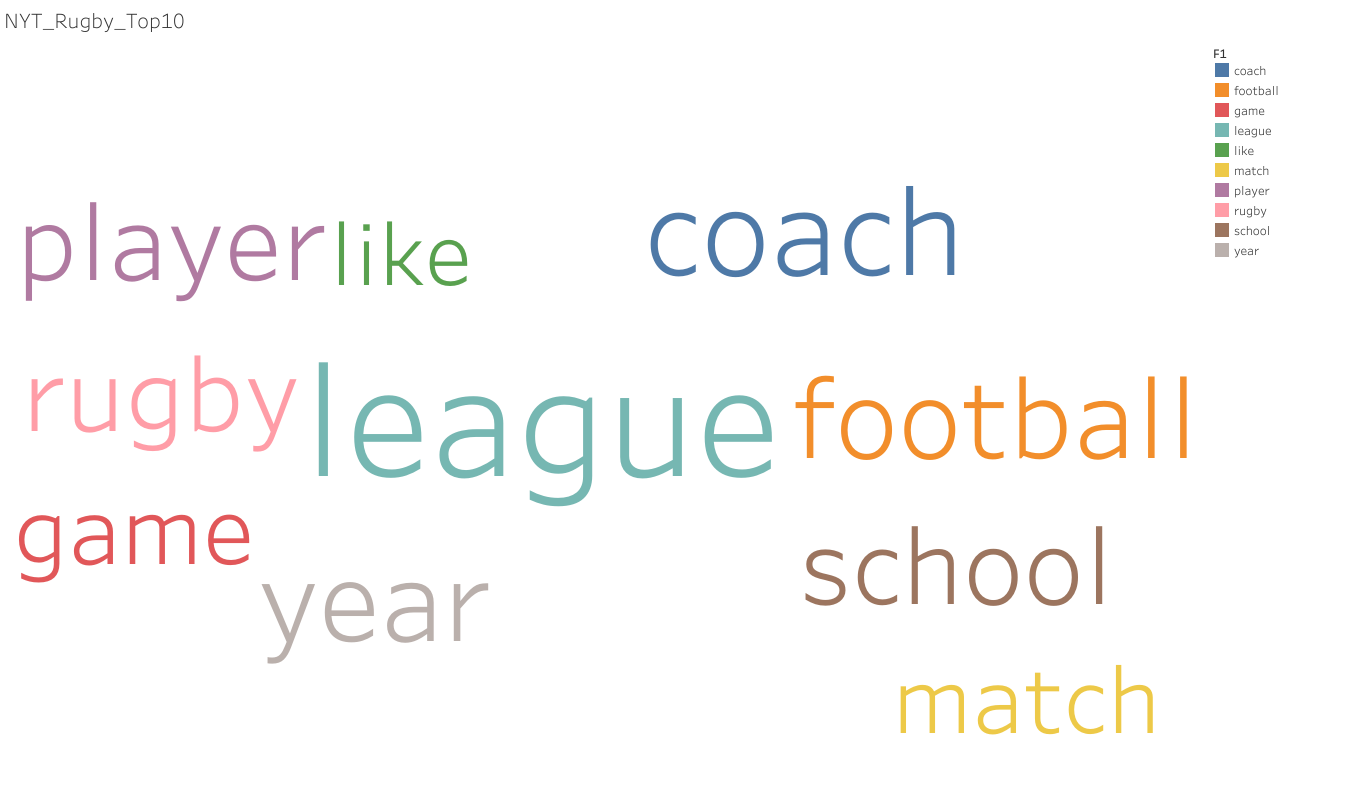 NYT_Rugby_Top10
F1
coach
football
game
league
like
match
player
rugby
school
year
player like coach
rugby league football
game
year
school
match